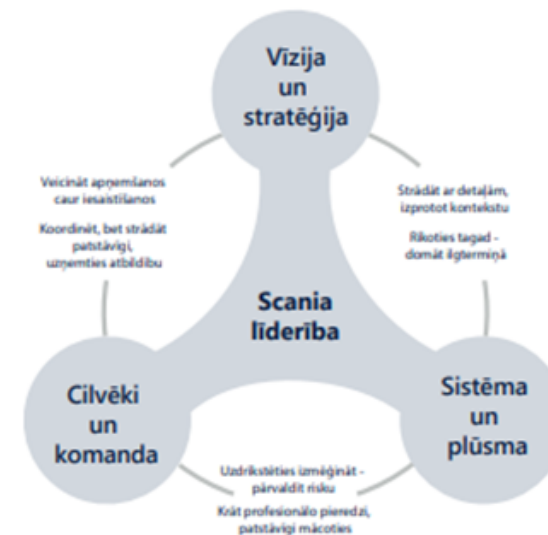 Vīzija
un
stratēģija
Veicināt apņemšanos
caur iesaistīšanos
Koordinēt, bet strādāt
patstāvīgi,
uzņemties atbildību
Strādāt ar detaļām,
izprotot kontekstu
Rīkoties tagad -
domāt ilgtermiņā
Scania
līderība
Cilvēki
un
komanda
Sistēma
un
plūsma
Uzdrīkstēties izmēģināt -
pārvaldīt risku
Krāt profesionālo pieredzi,
patstāvīgi mācoties